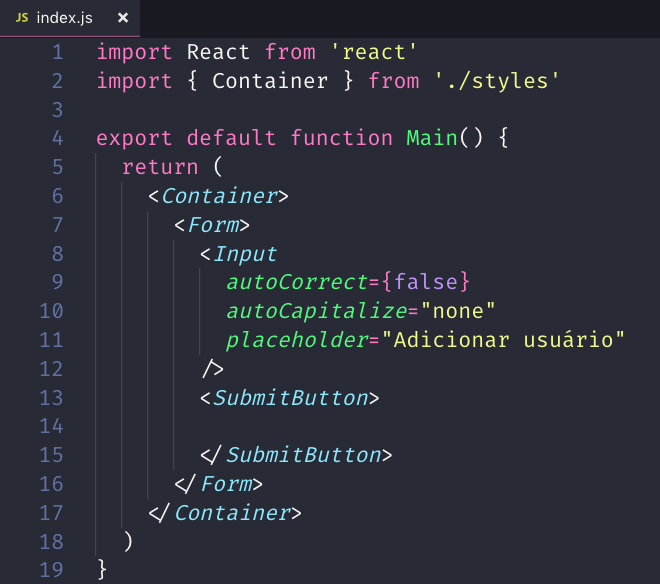 JS index.js ×
1 import React from 'react'
2 import { Container } from './styles'
3
4 export default function Main() {
5   return (
6     <Container>
7       <Form>
8         <Input
9           autoCorrect={false}
10           autoCapitalize="none"
11           placeholder="Adicionar usuário"
12         />
13         <SubmitButton>
14
15         </SubmitButton>
16       </Form>
17     </Container>
18   )
19 }